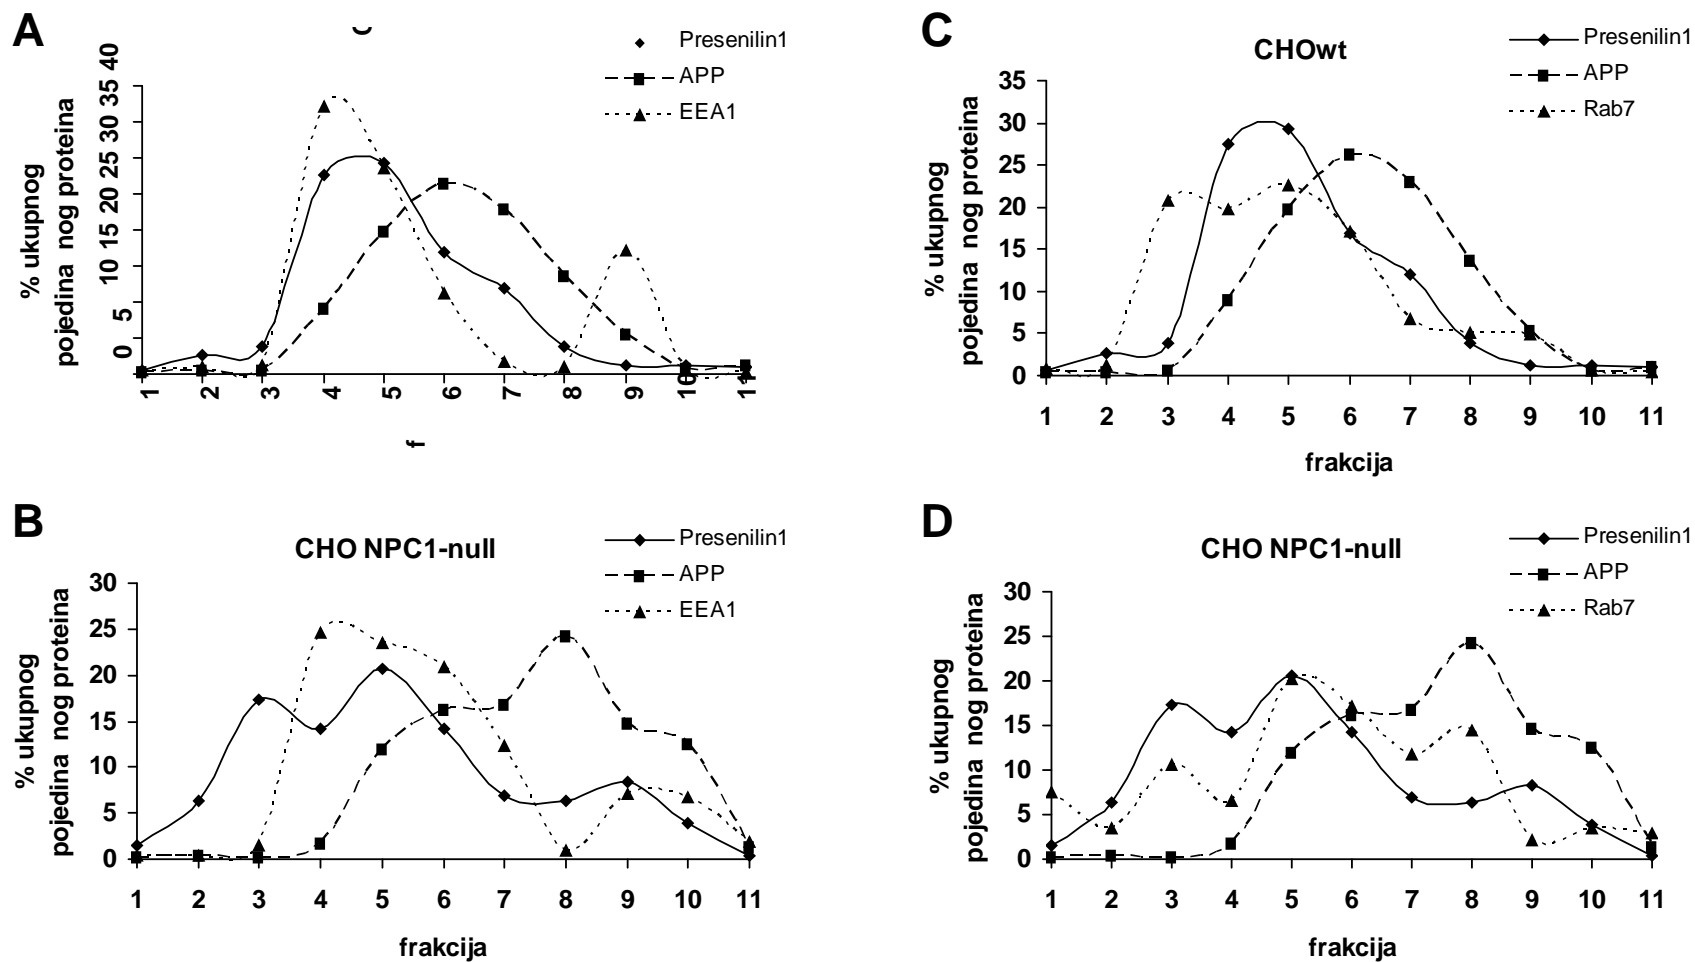 A
Presenilin1
APP
EEA1
% ukupnog
pojedina nog proteina
0 5 10 15 20 25 30 35 40
1 2 3 4 5 6 7 8 9 10 11
f
C
CHOwt
Presenilin1
APP
Rab7
% ukupnog
pojedina nog proteina
35
30
25
20
15
10
5
0
1 2 3 4 5 6 7 8 9 10 11
frakcija
B
CHO NPC1-null
Presenilin1
APP
EEA1
% ukupnog
pojedina nog proteina
30
25
20
15
10
5
0
1 2 3 4 5 6 7 8 9 10 11
frakcija
D
CHO NPC1-null
Presenilin1
APP
Rab7
% ukupnog
pojedina nog proteina
30
25
20
15
10
5
0
1 2 3 4 5 6 7 8 9 10 11
frakcija